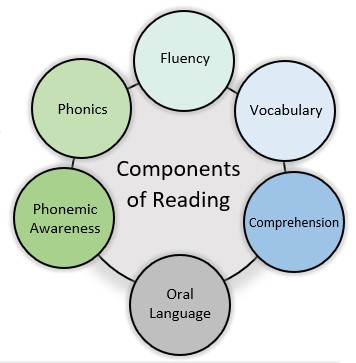 Fluency
Phonics
Vocabulary
Components
of Reading
Phonemic
Awareness
Comprehension
Oral
Language